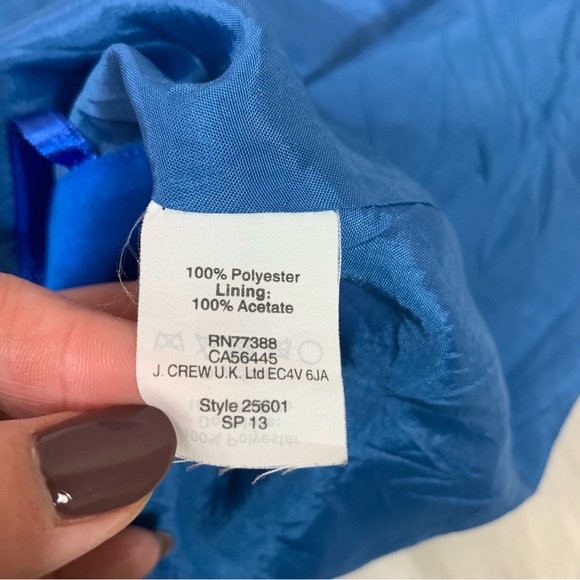 100% Polyester
Lining:
100% Acetate
RN77388
CA56445
J. CREW U.K. Ltd EC4V 6JA
Style 25601
SP 13